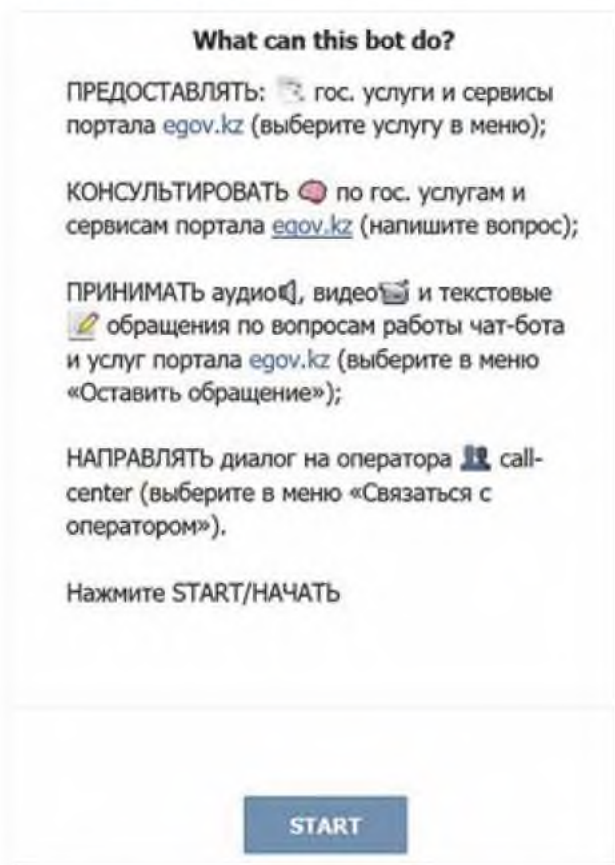 What can this bot do?
ПРЕДОСТАВЛЯТЬ: гос. услуги и сервисы
портала egov.kz (выберите услугу в меню);
КОНСУЛЬТИРОВАТЬ 🧠 по гос. услугам и
сервисам портала egov.kz (напишите вопрос);
ПРИНИМАТЬ аудио🔈, видео📹 и текстовые
📝 обращения по вопросам работы чат-бота
и услуг портала egov.kz (выберите в меню
«Оставить обращение»);
НАПРАВЛЯТЬ диалог на оператора 👥 call-
center (выберите в меню «Связаться с
оператором»).
Нажмите START/НАЧАТЬ
START